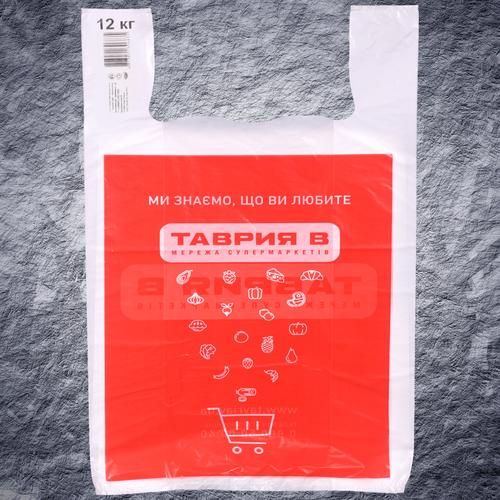 12 кг
МИ ЗНАЄМО, ЩО ВИ ЛЮБИТЕ
ТАВРИЯ В
МЕРЕЖА СУПЕРМАРКЕТІВ